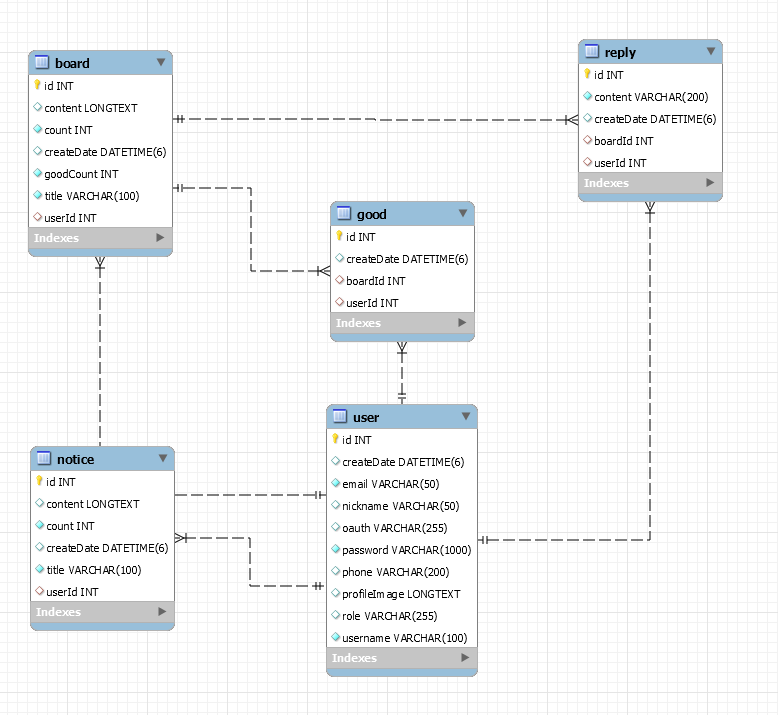 board
id INT
content LONGTEXT
count INT
createDate DATETIME(6)
goodCount INT
title VARCHAR(100)
userId INT
Indexes
reply
id INT
content VARCHAR(200)
createDate DATETIME(6)
boardId INT
userId INT
Indexes
good
id INT
createDate DATETIME(6)
boardId INT
userId INT
Indexes
notice
id INT
content LONGTEXT
count INT
createDate DATETIME(6)
title VARCHAR(100)
userId INT
Indexes
user
id INT
createDate DATETIME(6)
email VARCHAR(50)
nickname VARCHAR(50)
oauth VARCHAR(255)
password VARCHAR(1000)
phone VARCHAR(200)
profileImage LONGTEXT
role VARCHAR(255)
username VARCHAR(100)
Indexes